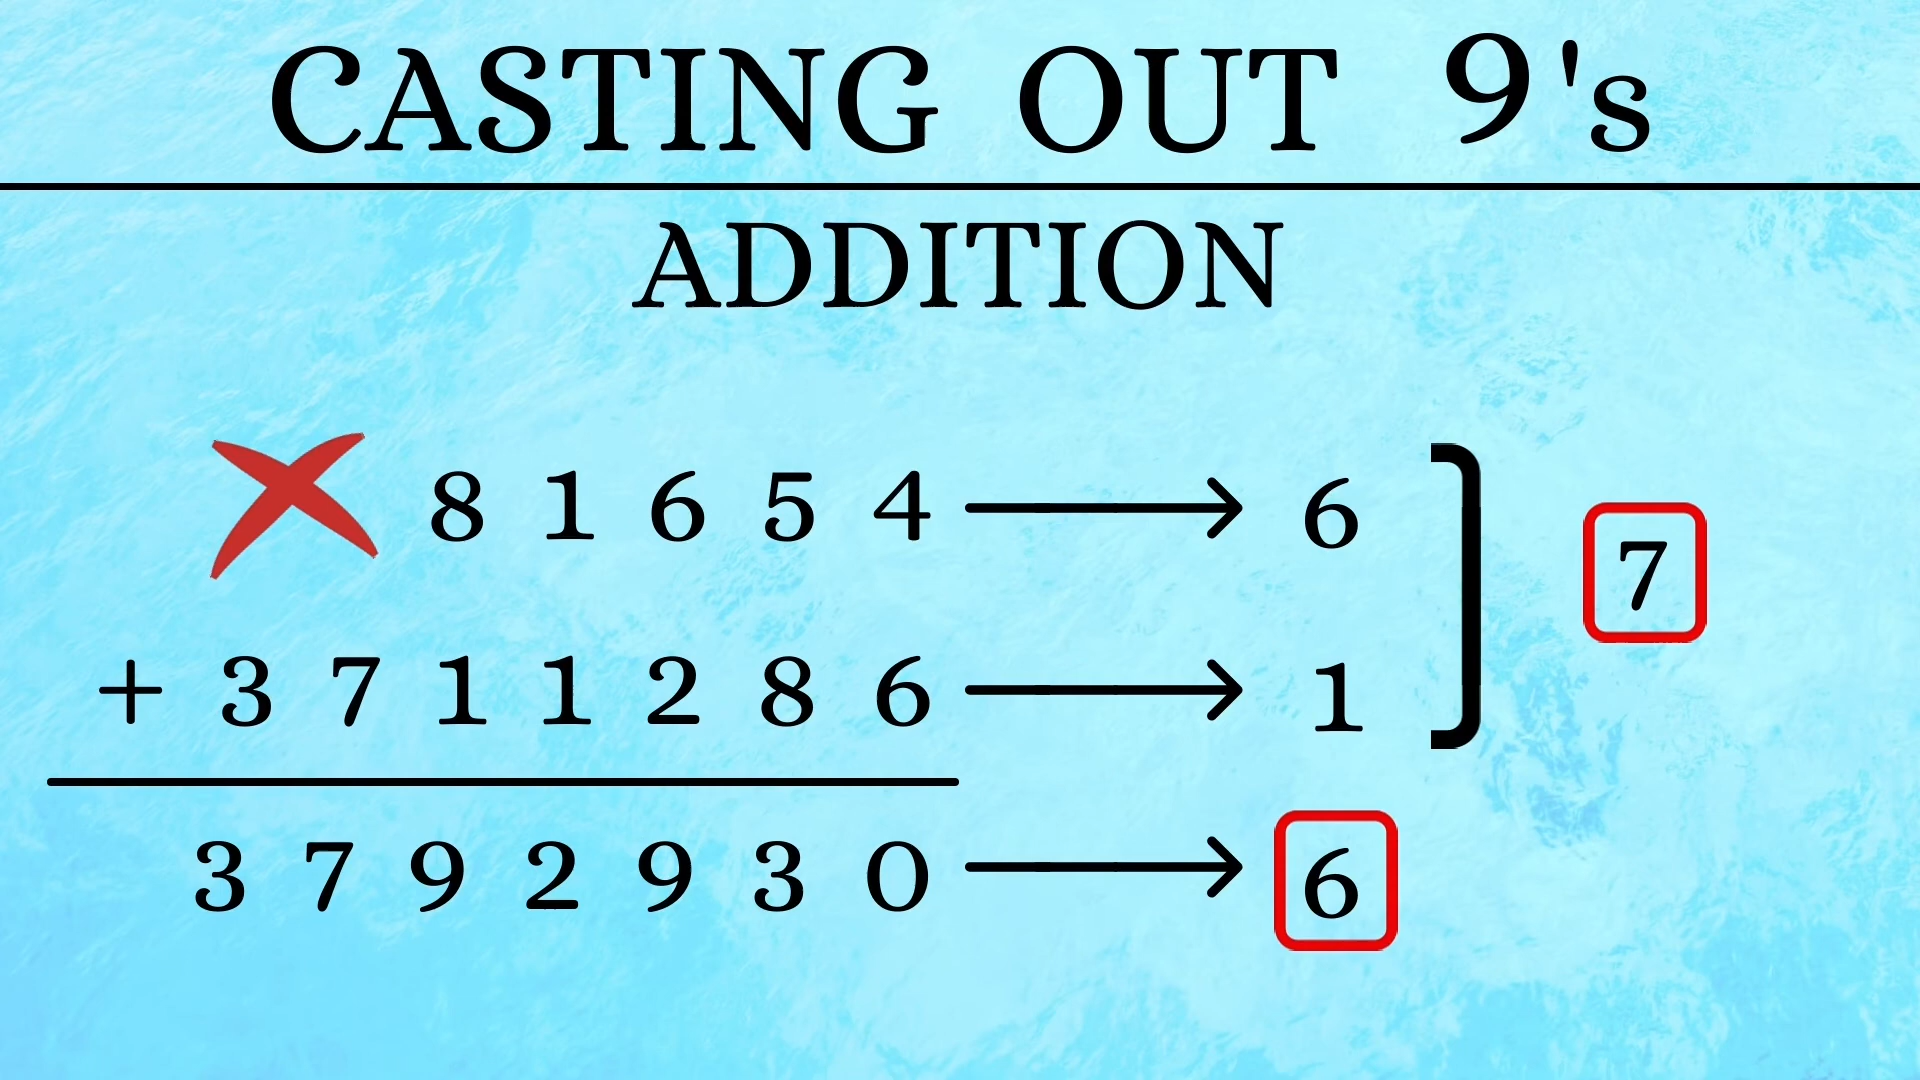 CASTING OUT 9's
ADDITION
8 1 6 5 4 → 6
7
+ 3 7 1 1 2 8 6 → 1
3 7 9 2 9 3 0 → 6